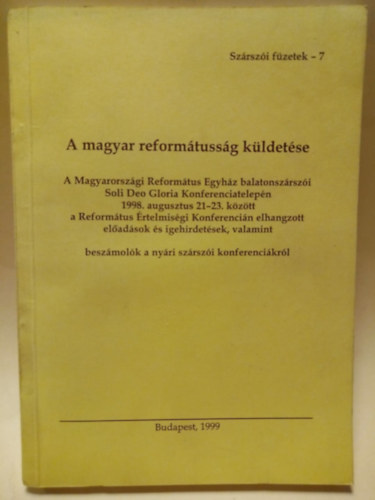 Szárszói füzetek – 7
A magyar reformátusság küldetése
A Magyarországi Református Egyház balatonszárszói
Soli Deo Gloria Konferenciatelepén
1998. augusztus 21–23. között
a Református Értelmiségi Konferencián elhangzott
előadások és igehirdetések, valamint
beszámolók a nyári szárszói konferenciákról
Budapest, 1999